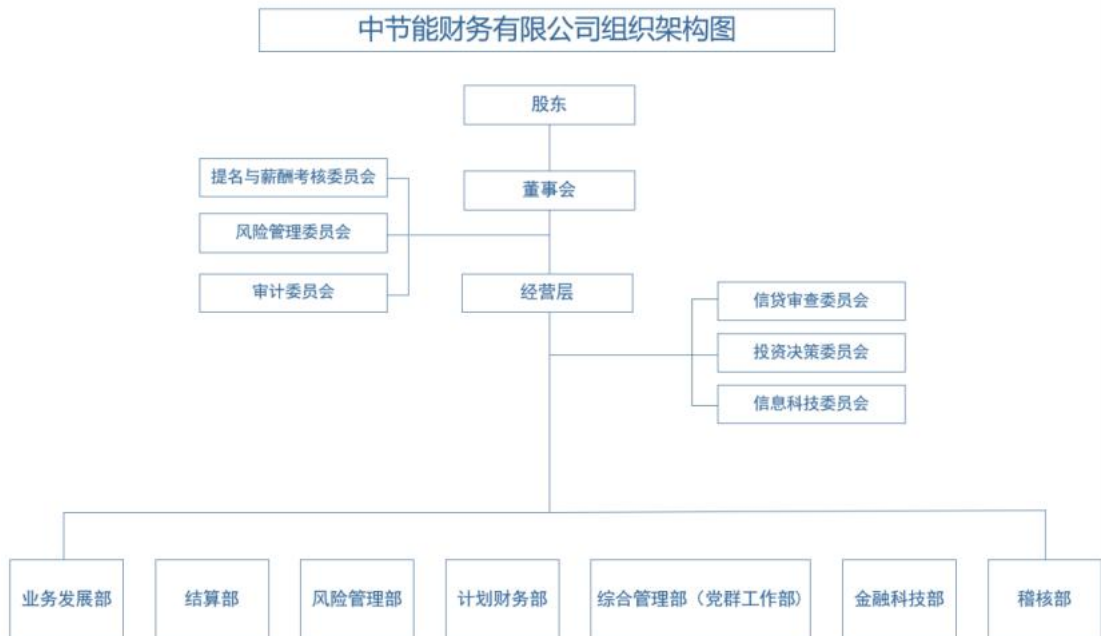 中节能财务有限公司组织架构图
股东
提名与薪酬考核委员会
董事会
风险管理委员会
审计委员会
经营层
信贷审查委员会
投资决策委员会
信息科技委员会
业务发展部
结算部
风险管理部
计划财务部
综合管理部（党群工作部）
金融科技部
稽核部